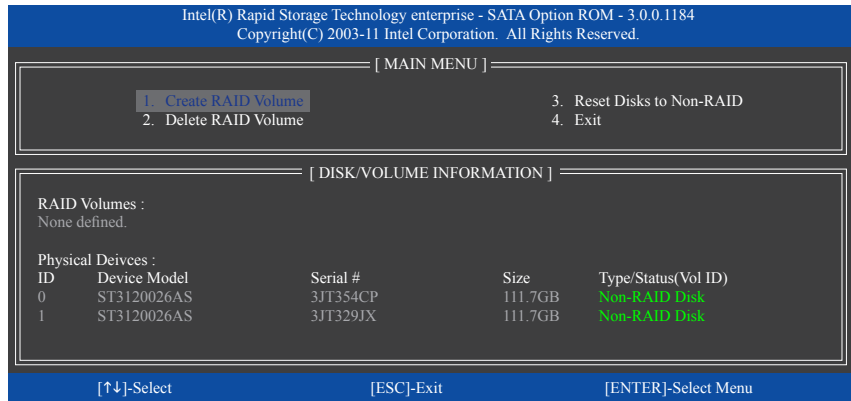 Intel(R) Rapid Storage Technology enterprise - SATA Option ROM - 3.0.0.1184
Copyright(C) 2003-11 Intel Corporation. All Rights Reserved.
[ MAIN MENU ]
1. Create RAID Volume 3. Reset Disks to Non-RAID
2. Delete RAID Volume 4. Exit
[ DISK/VOLUME INFORMATION ]
RAID Volumes :
None defined.
Physical Deivces :
ID Device Model Serial # Size Type/Status(Vol ID)
0 ST3120026AS 3JT354CP 111.7GB Non-RAID Disk
1 ST3120026AS 3JT329JX 111.7GB Non-RAID Disk
[↑↓]-Select [ESC]-Exit [ENTER]-Select Menu